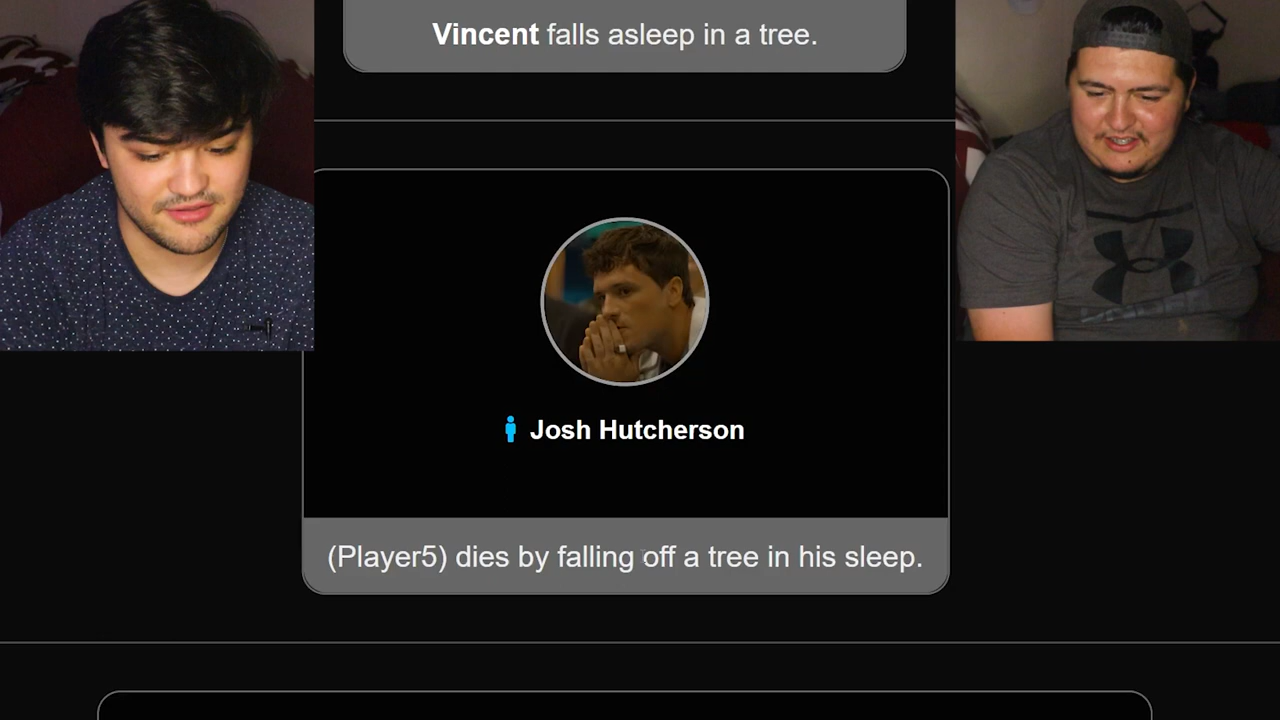 Vincent falls asleep in a tree.
Josh Hutcherson
(Player5) dies by falling off a tree in his sleep.